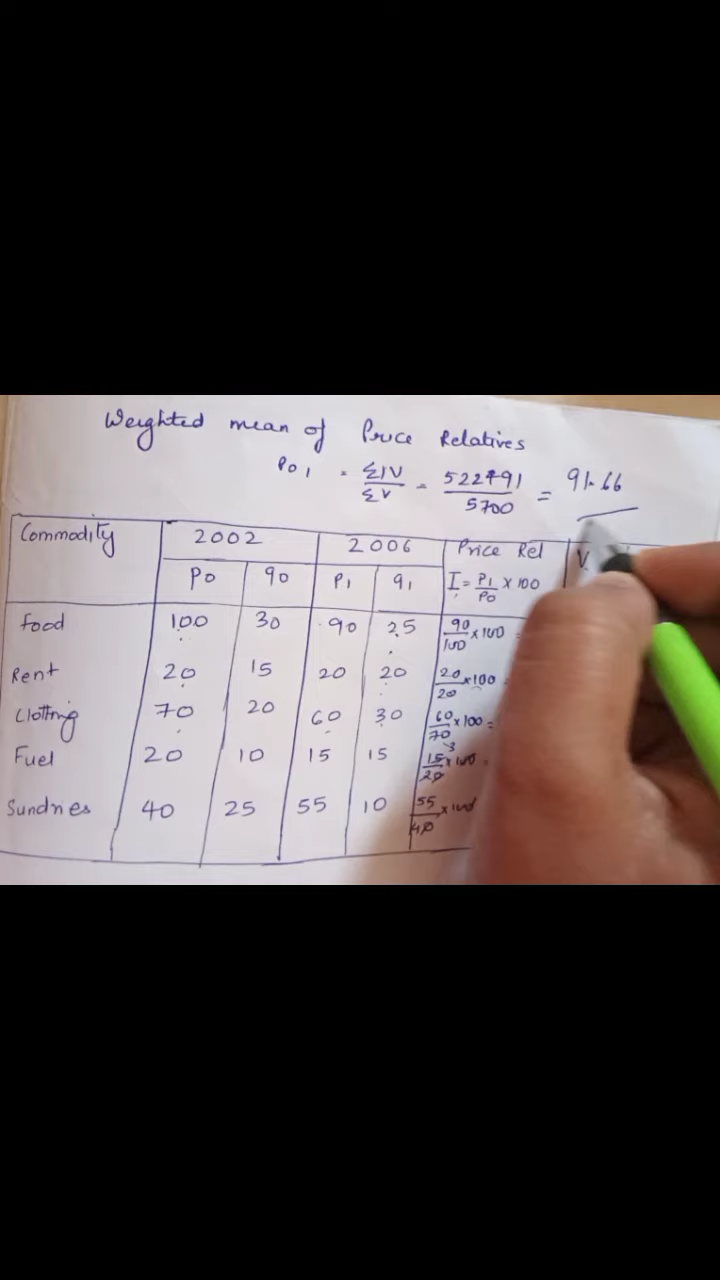 Weighted mean of Price Relatives
P01 = ΣIV/ΣV = 522491/5700 = 91.66
Commodity 2002 2006 Price Rel V
P0 q0 P1 q1 I = P1/P0 × 100
Food 100 30 90 25 90/100 × 100 =
Rent 20 15 20 20 20/20 × 100 =
Clothing 70 20 60 30 60/70 × 100 =
Fuel 20 10 15 15 15/20 × 100 =
Sundries 40 25 55 10 55/40 × 100